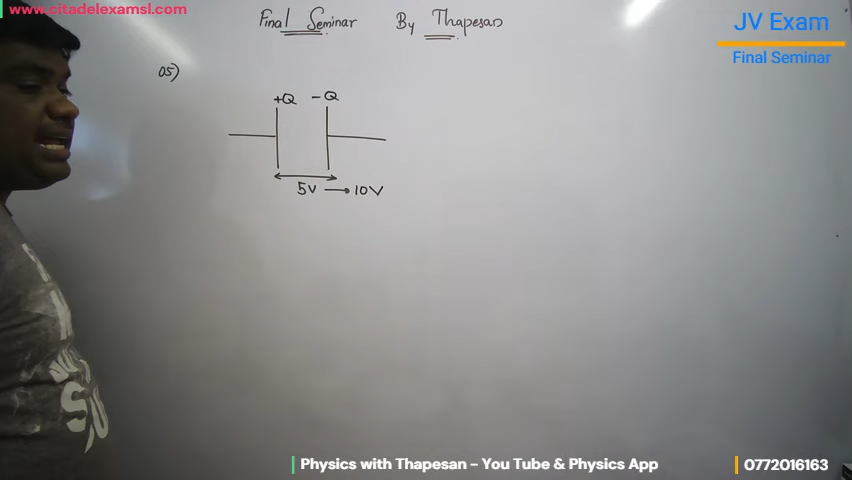 www.citadelexamsl.com
Final Seminar By Thapesan
JV Exam
Final Seminar
05)
+Q -Q
5V → 10V
Physics with Thapesan - You Tube & Physics App
0772016163